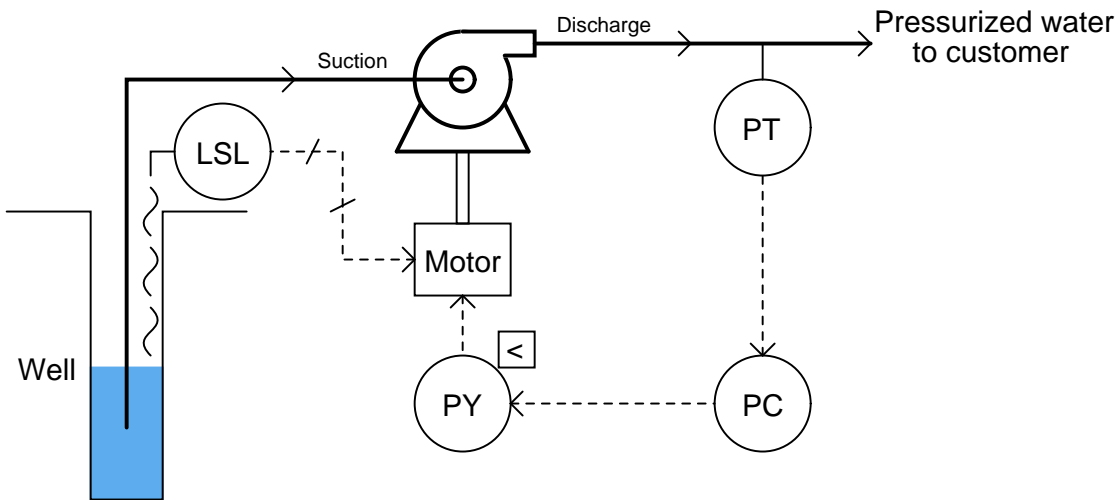 Pressurized water
to customer
Discharge
Suction
LSL
PT
Motor
<
Well
PY
PC